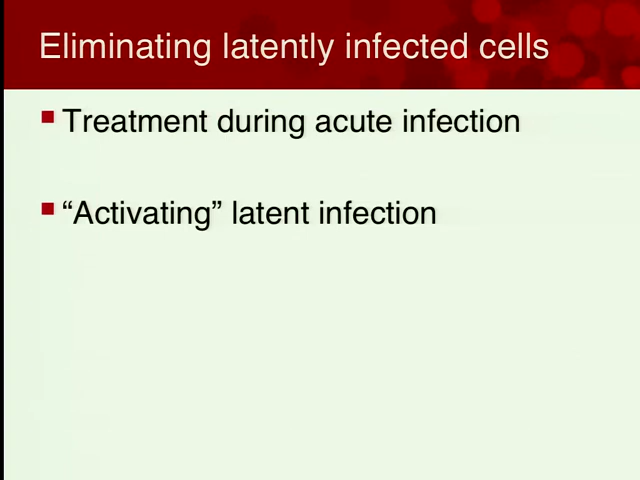 Eliminating latently infected cells
Treatment during acute infection
“Activating” latent infection